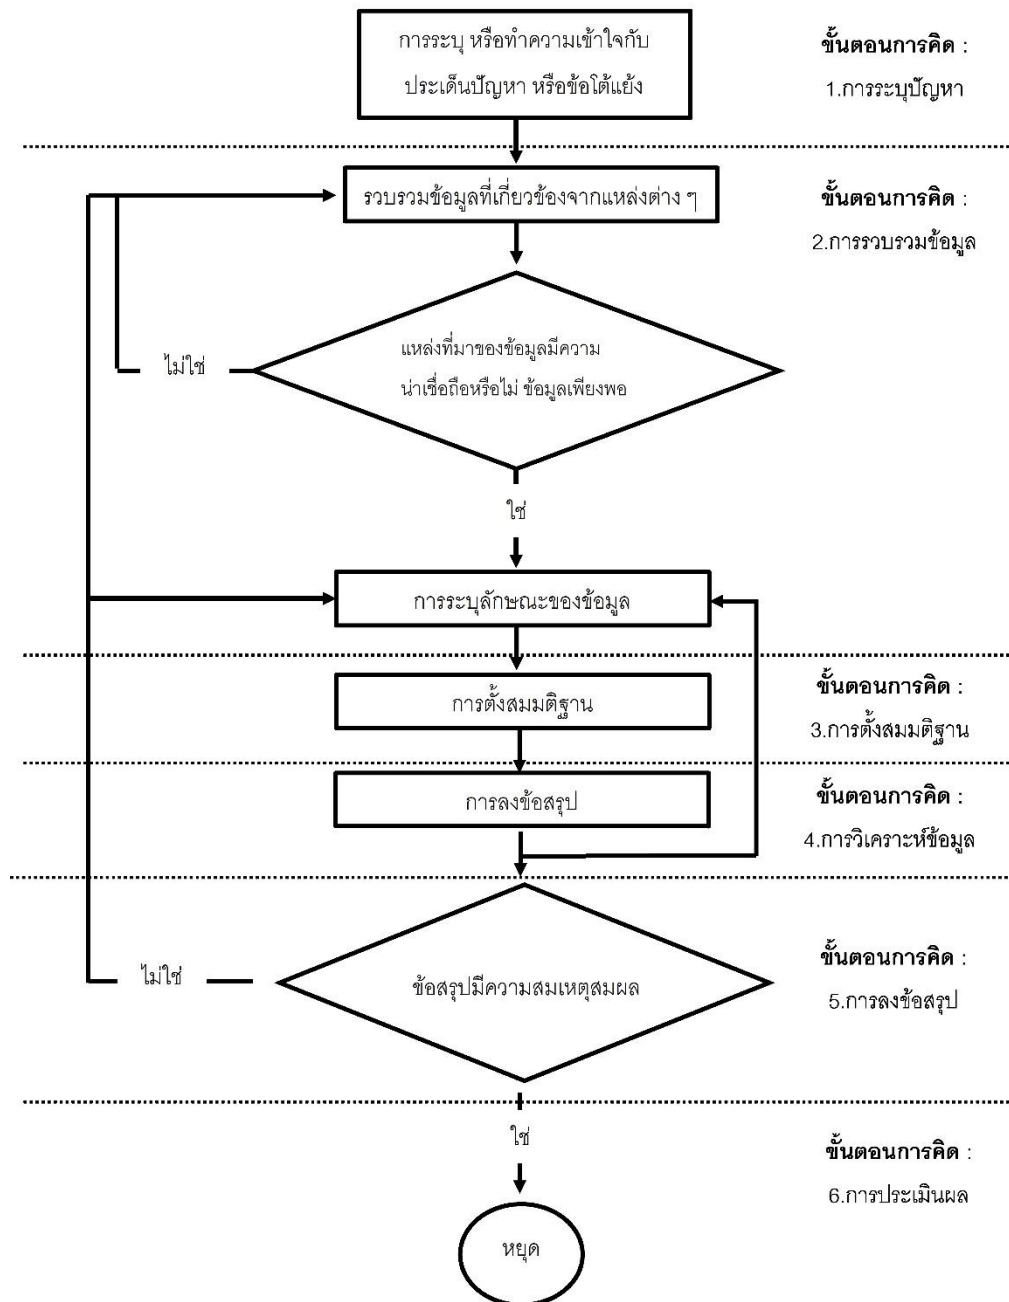 การระบุ หรือทำความเข้าใจกับ
ประเด็นปัญหา หรือข้อโต้แย้ง
ขั้นตอนการคิด :
1.การระบุปัญหา
รวบรวมข้อมูลที่เกี่ยวข้องจากแหล่งต่าง ๆ
ขั้นตอนการคิด :
2.การรวบรวมข้อมูล
แหล่งที่มาของข้อมูลมีความ
น่าเชื่อถือหรือไม่ ข้อมูลเพียงพอ
ไม่ใช่
ใช่
การระบุลักษณะของข้อมูล
การตั้งสมมติฐาน
ขั้นตอนการคิด :
3.การตั้งสมมติฐาน
การลงข้อสรุป
ขั้นตอนการคิด :
4.การวิเคราะห์ข้อมูล
ข้อสรุปมีความสมเหตุสมผล
ไม่ใช่
ขั้นตอนการคิด :
5.การลงข้อสรุป
ใช่
ขั้นตอนการคิด :
6.การประเมินผล
หยุด